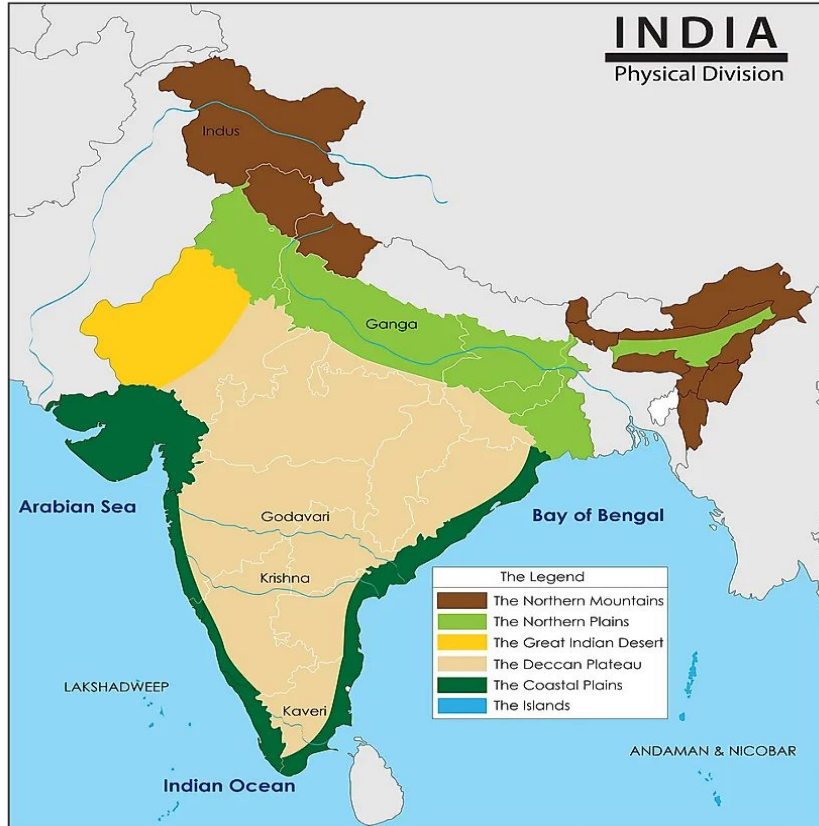 INDIA
Physical Division
Indus
Ganga
Arabian Sea
Godavari
Bay of Bengal
Krishna
The Legend
The Northern Mountains
The Northern Plains
The Great Indian Desert
The Deccan Plateau
The Coastal Plains
The Islands
LAKSHADWEEP
Kaveri
ANDAMAN & NICOBAR
Indian Ocean